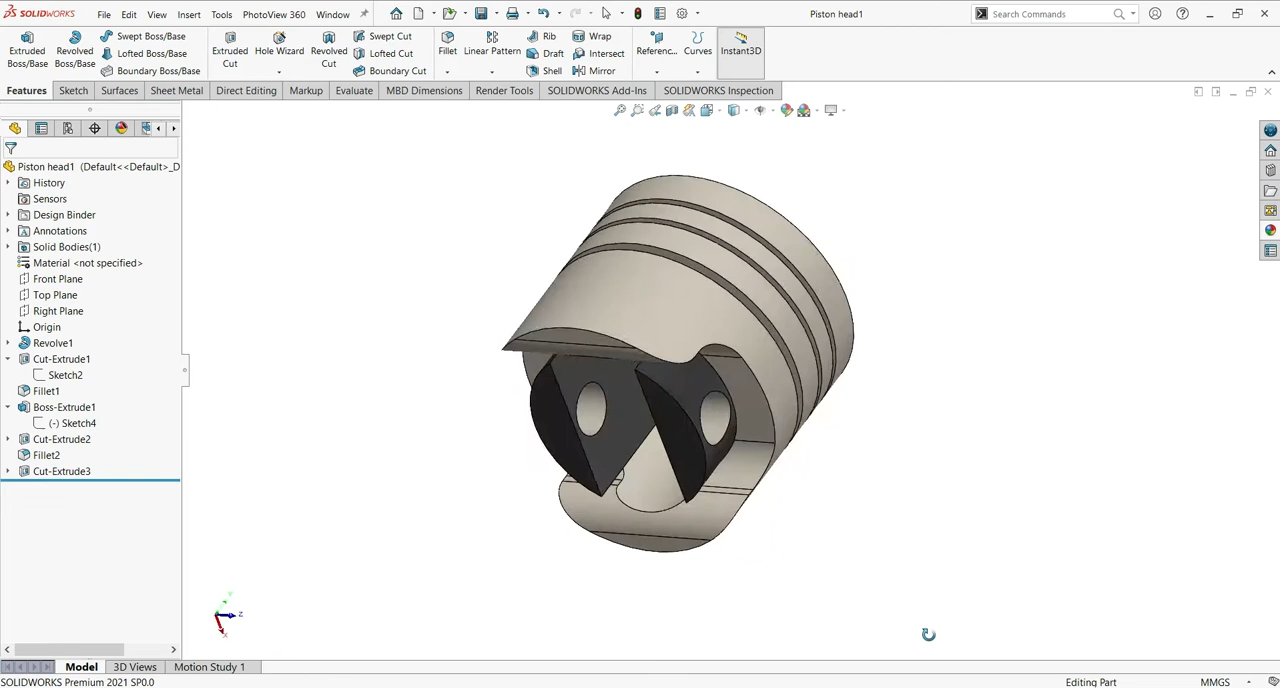 SOLIDWORKS File Edit View Insert Tools PhotoView 360 Window Piston head1 Search Commands
Extruded Boss/Base
Revolved Boss/Base
Swept Boss/Base
Lofted Boss/Base
Boundary Boss/Base
Extruded Cut
Hole Wizard
Revolved Cut
Swept Cut
Lofted Cut
Boundary Cut
Fillet
Linear Pattern
Rib
Draft
Shell
Wrap
Intersect
Mirror
Referenc...
Curves
Instant3D
Features Sketch Surfaces Sheet Metal Direct Editing Markup Evaluate MBD Dimensions Render Tools SOLIDWORKS Add-Ins SOLIDWORKS Inspection
Piston head1 (Default<<Default>_D
History
Sensors
Design Binder
Annotations
Solid Bodies(1)
Material <not specified>
Front Plane
Top Plane
Right Plane
Origin
Revolve1
Cut-Extrude1
Sketch2
Fillet1
Boss-Extrude1
(-) Sketch4
Cut-Extrude2
Fillet2
Cut-Extrude3
Y
Z
X
Model 3D Views Motion Study 1
SOLIDWORKS Premium 2021 SP0.0 Editing Part MMGS